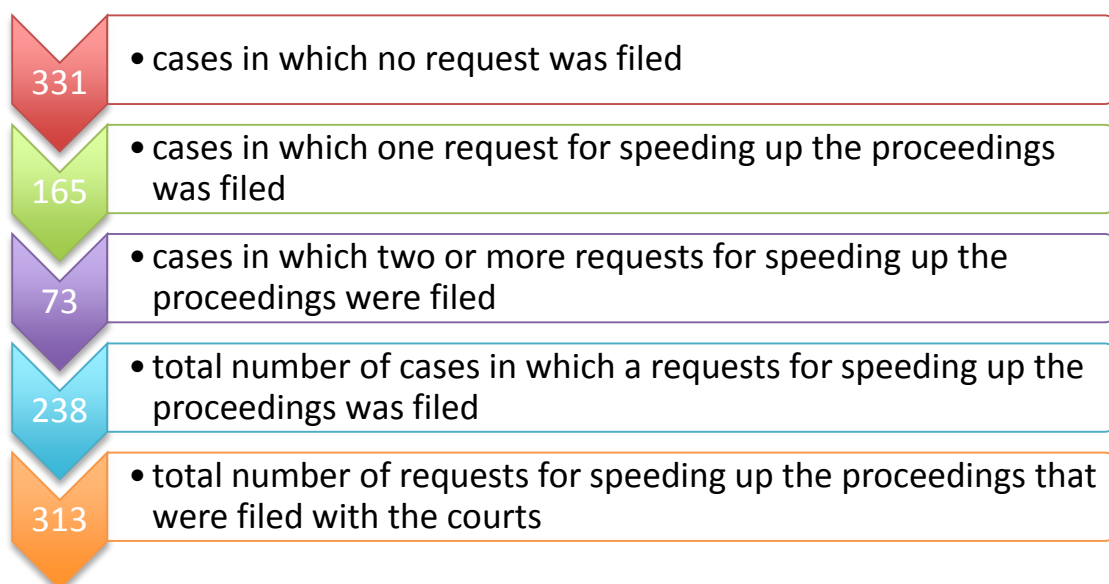 331
• cases in which no request was filed
165
• cases in which one request for speeding up the proceedings
was filed
73
• cases in which two or more requests for speeding up the
proceedings were filed
238
• total number of cases in which a requests for speeding up the
proceedings was filed
313
• total number of requests for speeding up the proceedings that
were filed with the courts